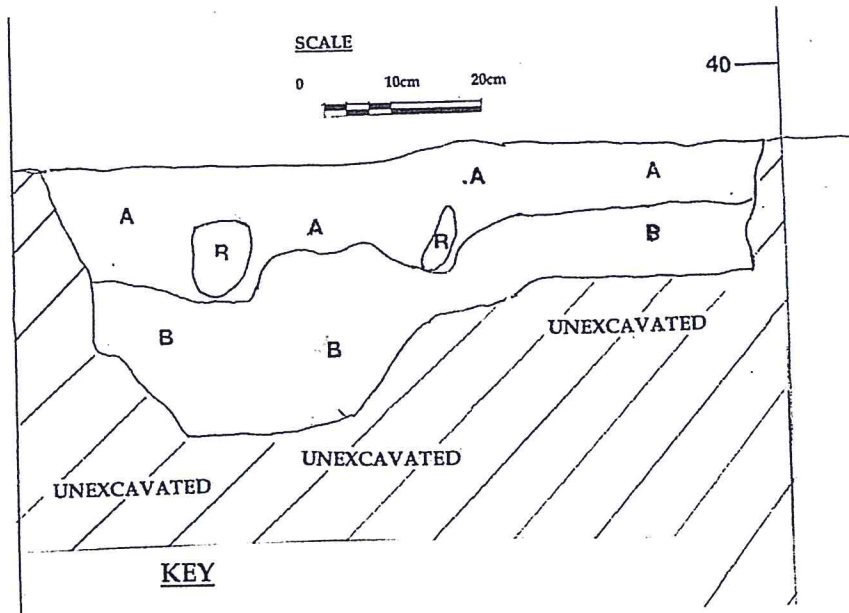 SCALE
0 10cm 20cm
40
A A .A A
R R B
B B
UNEXCAVATED
UNEXCAVATED
UNEXCAVATED
KEY